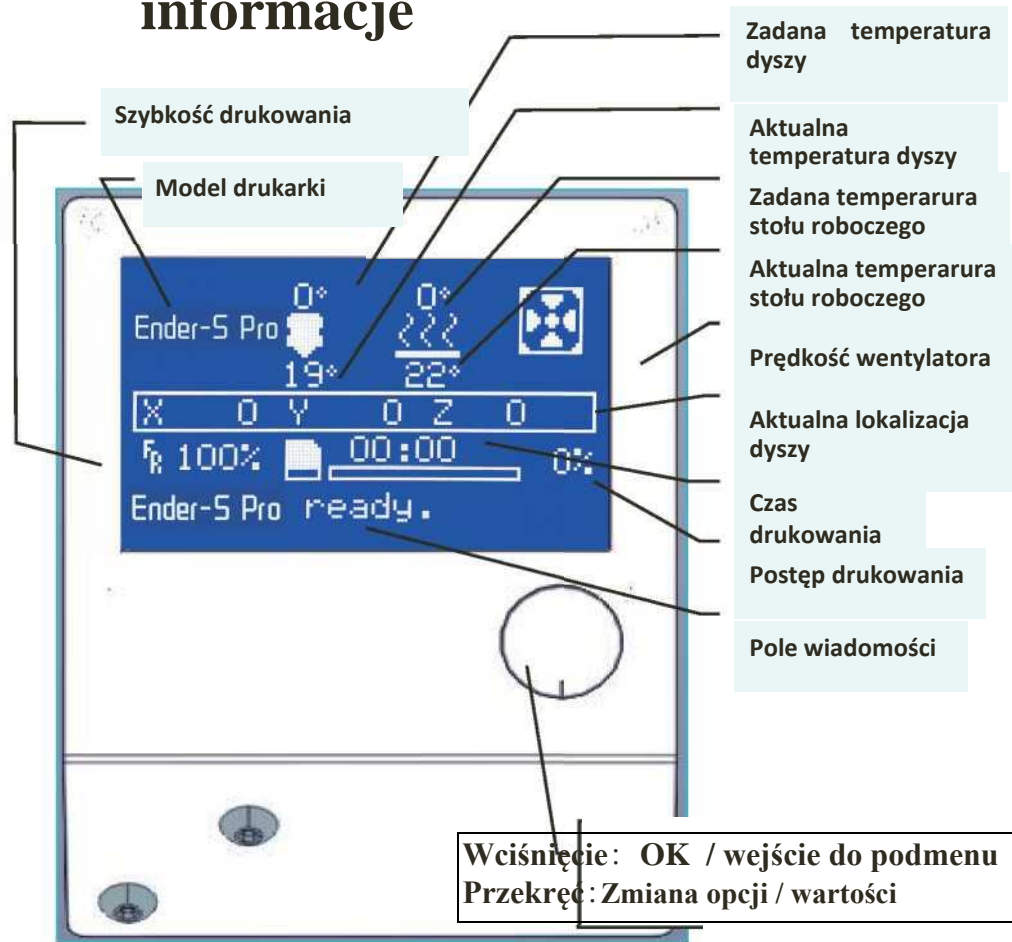 informacje
Zadana temperatura
dyszy
Szybkość drukowania
Aktualna
temperatura dyszy
Model drukarki
Zadana temperarura
stołu roboczego
Aktualna temperarura
stołu roboczego
Prędkość wentylatora
Aktualna lokalizacja
dyszy
Czas
drukowania
Postęp drukowania
Pole wiadomości
0° 0°
Ender-5 Pro
19° 22°
X 0 Y 0 Z 0
FR 100% 00:00 0%
Ender-5 Pro ready.
Wciśnięcie: OK / wejście do podmenu
Przekręć: Zmiana opcji / wartości